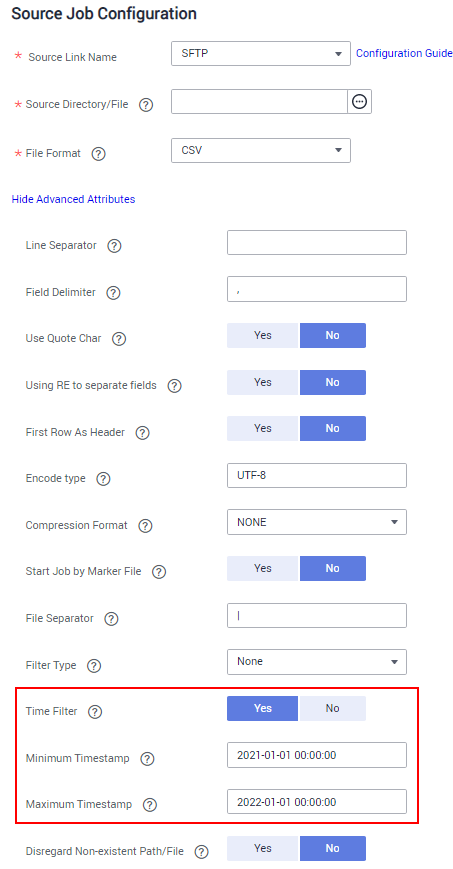 Source Job Configuration
* Source Link Name SFTP Configuration Guide
* Source Directory/File ?
* File Format ? CSV
Hide Advanced Attributes
Line Separator ?
Field Delimiter ? ,
Use Quote Char ? Yes No
Using RE to separate fields ? Yes No
First Row As Header ? Yes No
Encode type ? UTF-8
Compression Format ? NONE
Start Job by Marker File ? Yes No
File Separator ? |
Filter Type ? None
Time Filter ? Yes No
Minimum Timestamp ? 2021-01-01 00:00:00
Maximum Timestamp ? 2022-01-01 00:00:00
Disregard Non-existent Path/File ? Yes No